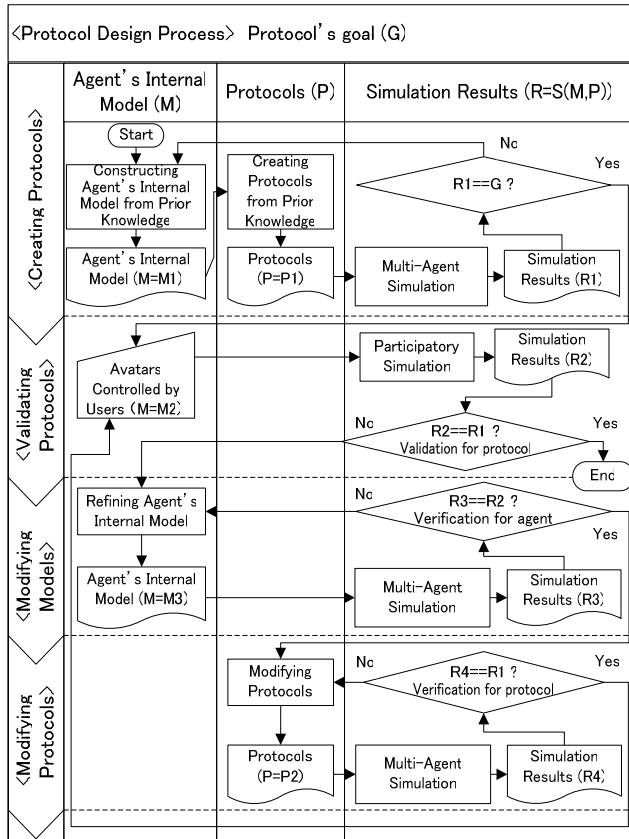 <Protocol Design Process> Protocol's goal (G)
Agent's Internal
Model (M)
Protocols (P)
Simulation Results (R=S(M,P))
<Creating Protocols>
Start
Constructing
Agent's Internal
Model from Prior
Knowledge
Creating
Protocols
from Prior
Knowledge
No
Yes
R1==G ?
Agent's Internal
Model (M=M1)
Protocols
(P=P1)
Multi-Agent
Simulation
Simulation
Results (R1)
<Validating
Protocols>
Avatars
Controlled by
Users (M=M2)
Participatory
Simulation
Simulation
Results (R2)
No
Yes
R2==R1 ?
Validation for protocol
End
<Modifying
Models>
Refining Agent's
Internal Model
No
Yes
R3==R2 ?
Verification for agent
Agent's Internal
Model (M=M3)
Multi-Agent
Simulation
Simulation
Results (R3)
<Modifying
Protocols>
Modifying
Protocols
No
Yes
R4==R1 ?
Verification for protocol
Protocols
(P=P2)
Multi-Agent
Simulation
Simulation
Results (R4)